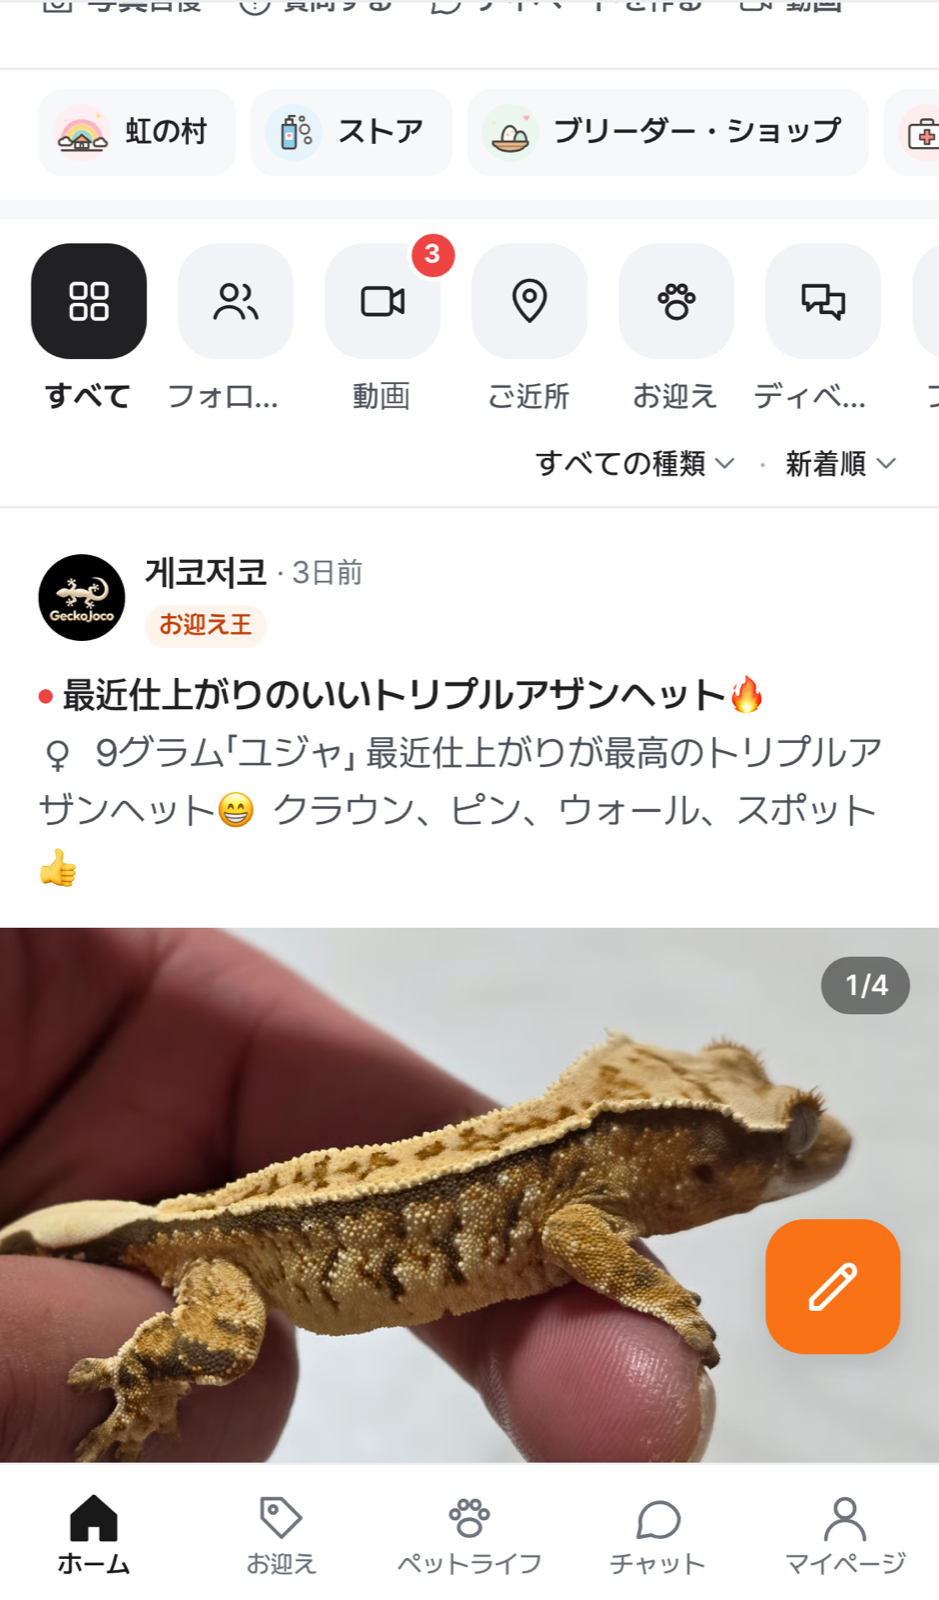 虹の村
ストア
ブリーダー・ショップ
3
すべて
フォロ...
動画
ご近所
お迎え
ディベ...
すべての種類
・
新着順
게코저코 · 3日前
GeckoJoco
お迎え王
最近仕上がりのいいトリプルアザンヘット🔥
♀ 9グラム「ユジャ」最近仕上がりが最高のトリプルア
ザンヘット😁 クラウン、ピン、ウォール、スポット
👍
1/4
ホーム
お迎え
ペットライフ
チャット
マイページ